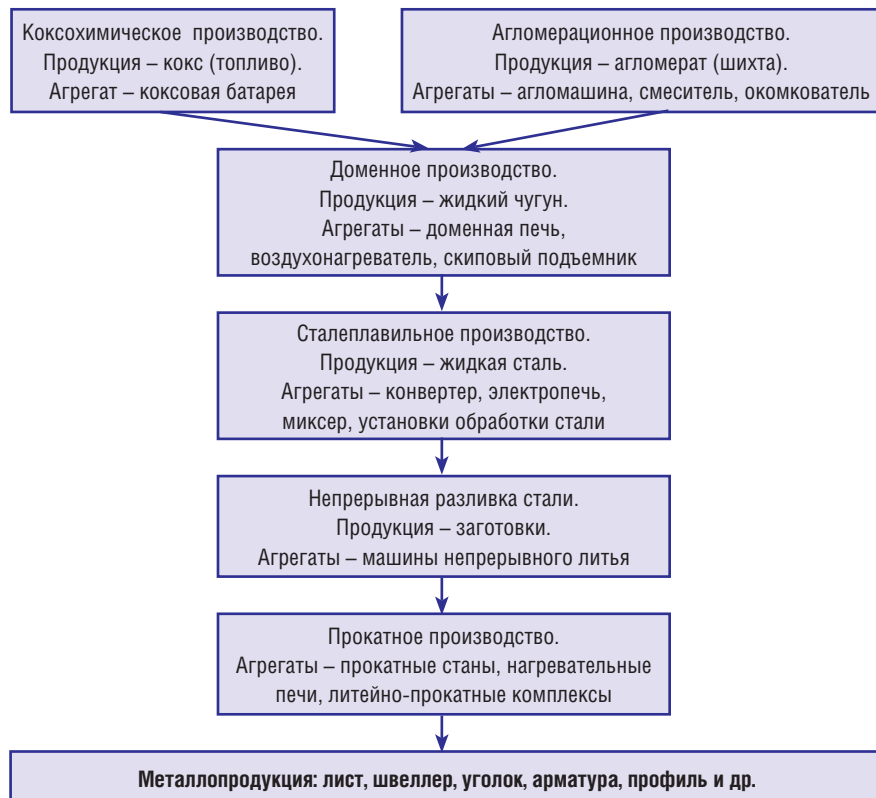 Коксохимическое производство.
Продукция – кокс (топливо).
Агрегат – коксовая батарея
Агломерационное производство.
Продукция – агломерат (шихта).
Агрегаты – агломашина, смеситель, окомкователь
Доменное производство.
Продукция – жидкий чугун.
Агрегаты – доменная печь,
воздухонагреватель, скиповый подъемник
Сталеплавильное производство.
Продукция – жидкая сталь.
Агрегаты – конвертер, электропечь,
миксер, установки обработки стали
Непрерывная разливка стали.
Продукция – заготовки.
Агрегаты – машины непрерывного литья
Прокатное производство.
Агрегаты – прокатные станы, нагревательные
печи, литейно-прокатные комплексы
Металлопродукция: лист, швеллер, уголок, арматура, профиль и др.